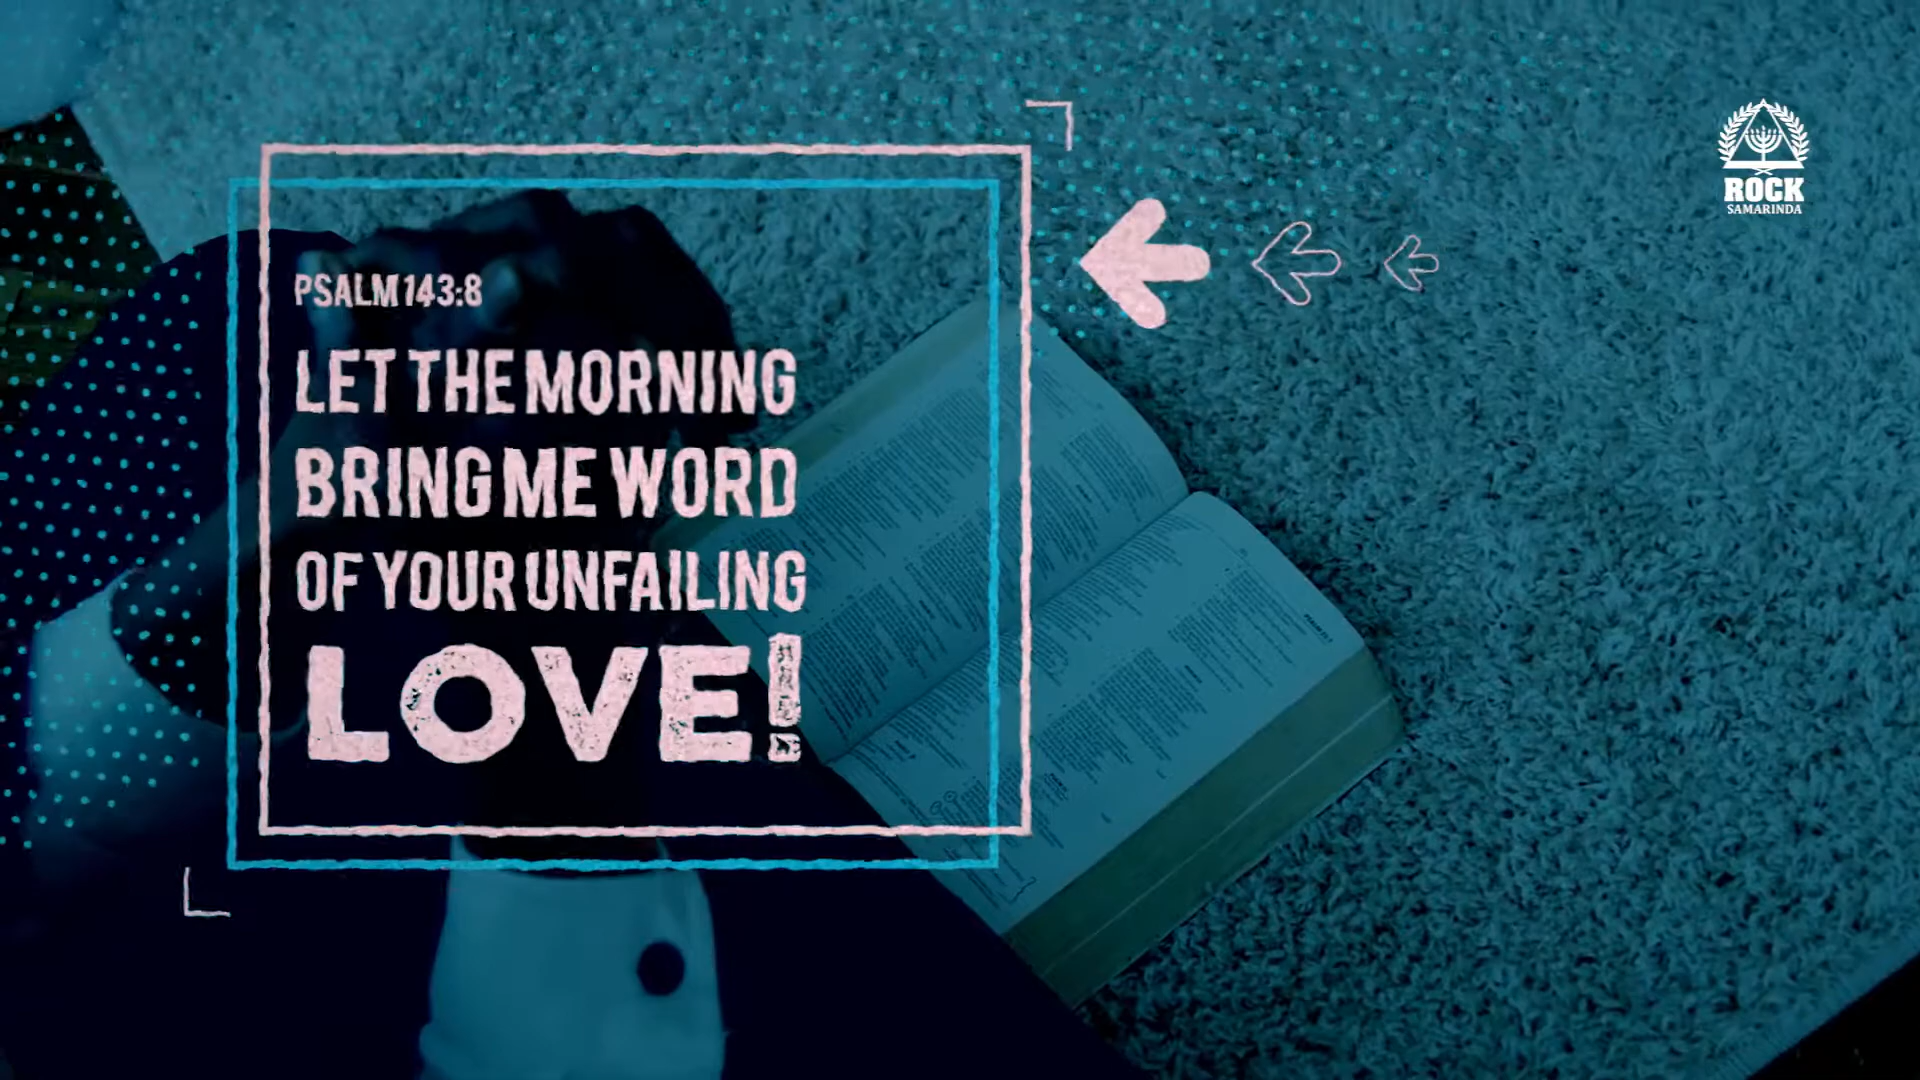 PSALM 143:8
LET THE MORNING
BRING ME WORD
OF YOUR UNFAILING
LOVE!
ROCK
SAMARINDA